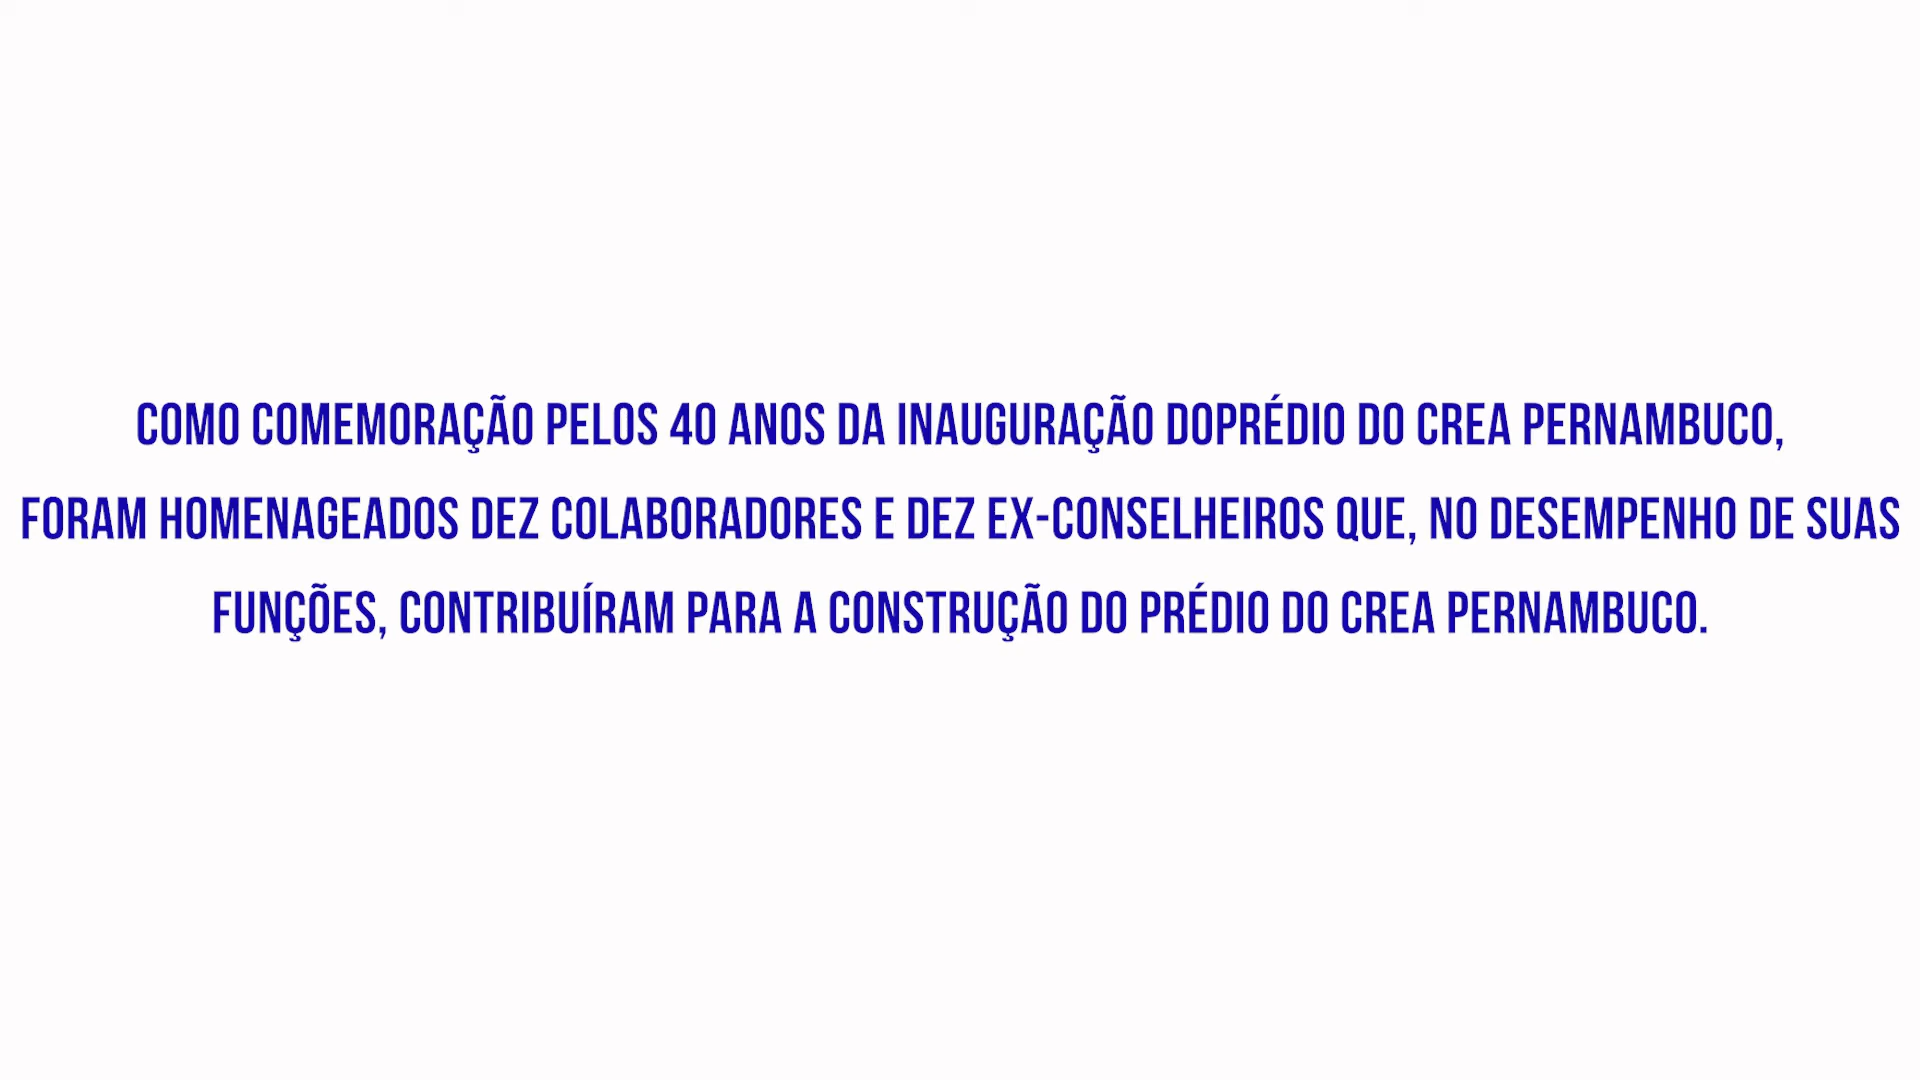 COMO COMEMORAÇÃO PELOS 40 ANOS DA INAUGURAÇÃO DOPRÉDIO DO CREA PERNAMBUCO,
FORAM HOMENAGEADOS DEZ COLABORADORES E DEZ EX-CONSELHEIROS QUE, NO DESEMPENHO DE SUAS
FUNÇÕES, CONTRIBUÍRAM PARA A CONSTRUÇÃO DO PRÉDIO DO CREA PERNAMBUCO.